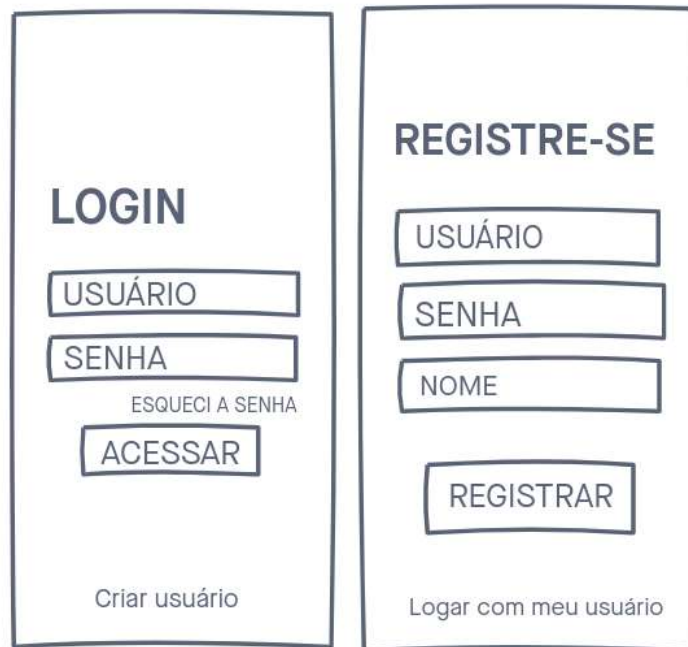 LOGIN
USUÁRIO
SENHA
ESQUECI A SENHA
ACESSAR
Criar usuário
REGISTRE-SE
USUÁRIO
SENHA
NOME
REGISTRAR
Logar com meu usuário